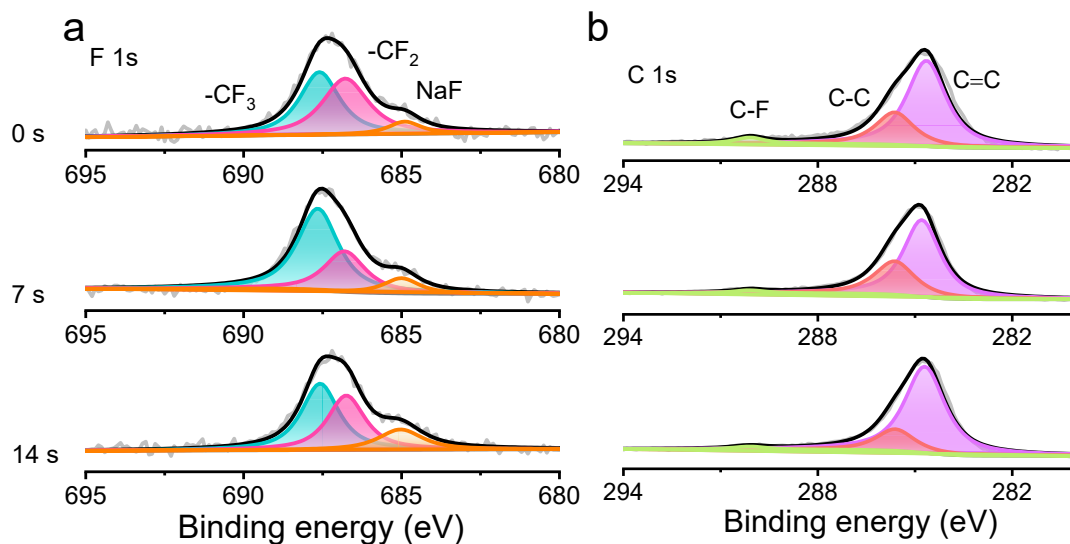 a
F 1s
-CF₃
-CF₂
NaF
0 s
695 690 685 680
7 s
695 690 685 680
14 s
695 690 685 680
Binding energy (eV)
b
C 1s
C-F
C-C
C=C
294 288 282
294 288 282
294 288 282
Binding energy (eV)